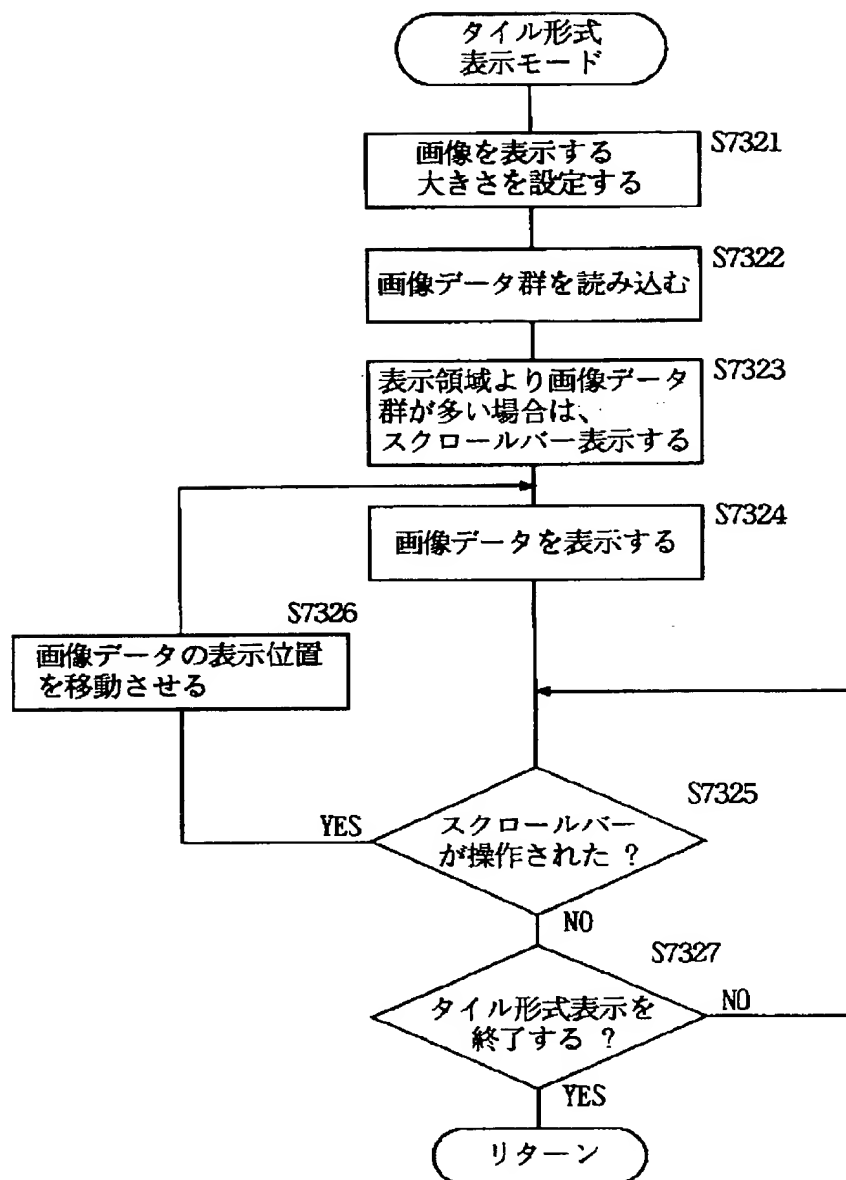 タイル形式
表示モード
S7321
画像を表示する
大きさを設定する
S7322
画像データ群を読み込む
S7323
表示領域より画像データ
群が多い場合は、
スクロールバー表示する
S7324
画像データを表示する
S7326
画像データの表示位置
を移動させる
S7325
YES
スクロールバー
が操作された ?
NO
S7327
タイル形式表示を
終了する ?
NO
YES
リターン